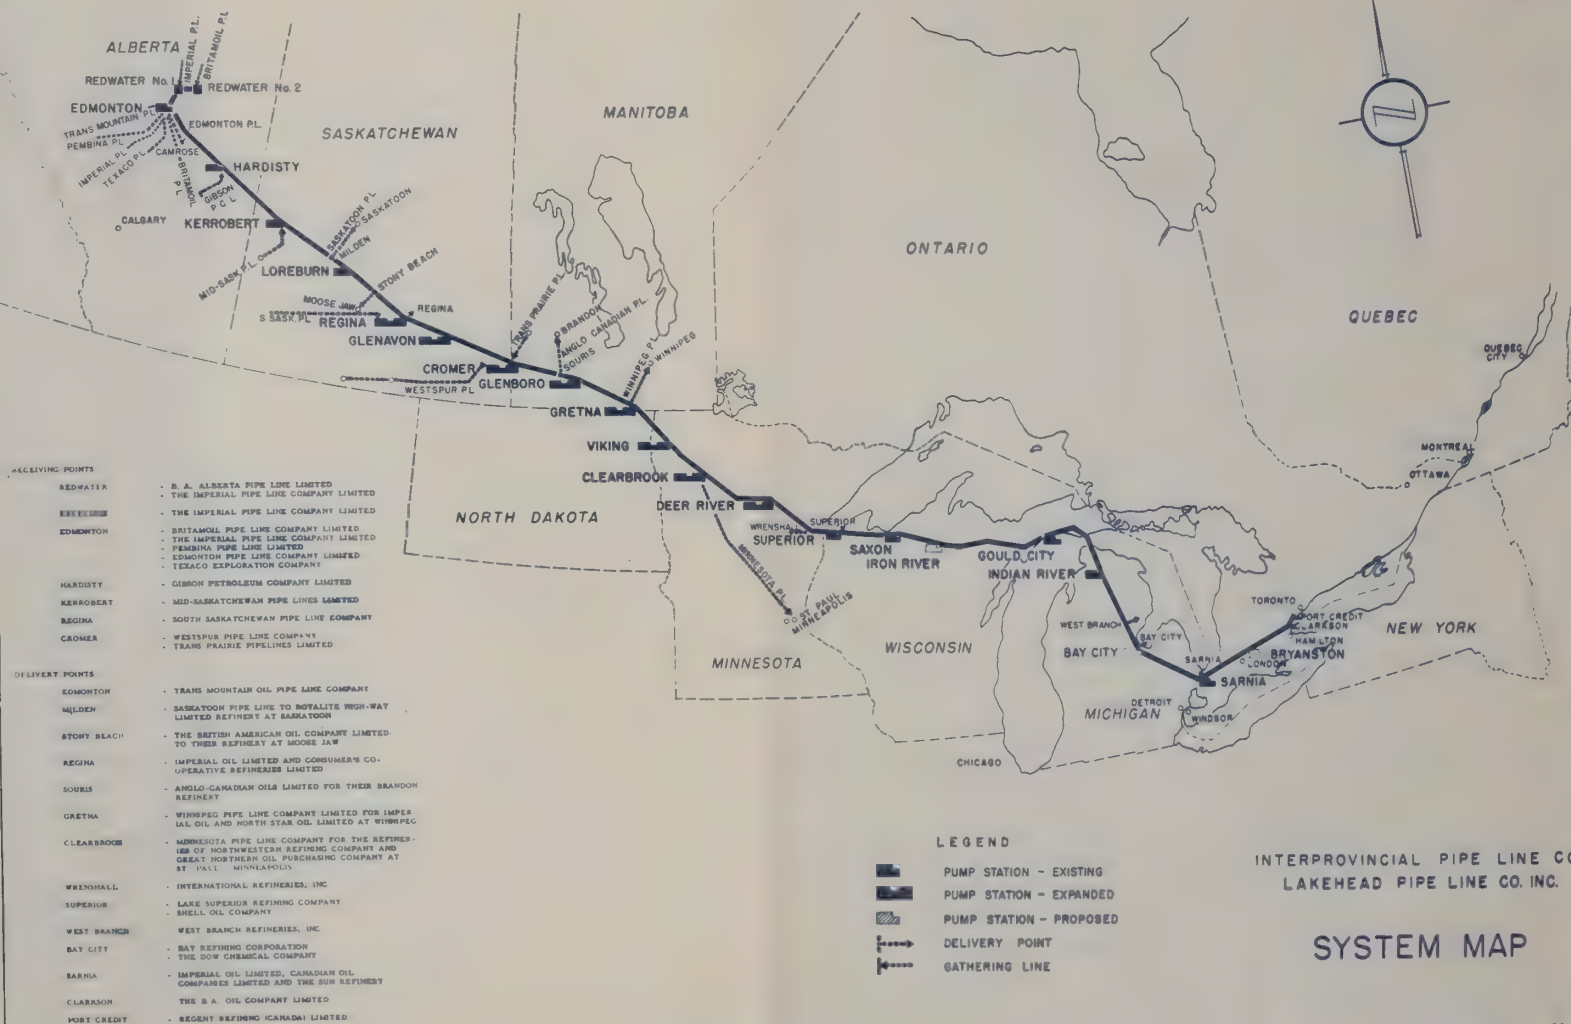 ALBERTA
IMPERIAL P.L.
BRITAMOIL P.L.
REDWATER No. 1
REDWATER No. 2
EDMONTON
EDMONTON P.L.
TRANS MOUNTAIN P.L.
PEMBINA P.L.
IMPERIAL P.L.
TEXACO P.L.
CAMROSE
BRITAMOIL
P L
GIBSON
P. C. L.
HARDISTY
SASKATCHEWAN
MANITOBA
CALGARY
KERROBERT
MID-SASK P.L.
SASKATOON P.L.
SASKATOON
MILDEN
LOREBURN
STONY BEACH
MOOSE JAW
S SASK. PL
REGINA
REGINA
GLENAVON
CROMER
TRANS PRAIRIE P.L.
WESTSPUR P.L
GLENBORO
BRANDON
ANGLO CANADIAN P.L.
SOURIS
WINNIPEG P.L.
WINNIPEG
GRETNA
VIKING
CLEARBROOK
DEER RIVER
NORTH DAKOTA
MINNESOTA P.L.
ST. PAUL
MINNEAPOLIS
WRENSHALL
SUPERIOR
SUPERIOR
SAXON
IRON RIVER
GOULD CITY
INDIAN RIVER
WEST BRANCH
BAY CITY
BAY CITY
SARNIA
SARNIA
DETROIT
WINDSOR
LONDON
BRYANSTON
HAMILTON
CLARKSON
PORT CREDIT
TORONTO
NEW YORK
MICHIGAN
WISCONSIN
MINNESOTA
CHICAGO
ONTARIO
QUEBEC
QUEBEC
CITY
MONTREAL
OTTAWA
RECEIVING POINTS
REDWATER - B. A. ALBERTA PIPE LINE LIMITED
- THE IMPERIAL PIPE LINE COMPANY LIMITED
- THE IMPERIAL PIPE LINE COMPANY LIMITED
EDMONTON - BRITAMOIL PIPE LINE COMPANY LIMITED
- THE IMPERIAL PIPE LINE COMPANY LIMITED
- PEMBINA PIPE LINE LIMITED
- EDMONTON PIPE LINE COMPANY LIMITED
- TEXACO EXPLORATION COMPANY
HARDISTY - GIBSON PETROLEUM COMPANY LIMITED
KERROBERT - MID-SASKATCHEWAN PIPE LINES LIMITED
REGINA - SOUTH SASKATCHEWAN PIPE LINE COMPANY
CROMER - WESTSPUR PIPE LINE COMPANY
- TRANS PRAIRIE PIPELINES LIMITED
DELIVERY POINTS
EDMONTON - TRANS MOUNTAIN OIL PIPE LINE COMPANY
MILDEN - SASKATOON PIPE LINE TO ROYALITE HIGH-WAY
LIMITED REFINERY AT SASKATOON
STONY BEACH - THE BRITISH AMERICAN OIL COMPANY LIMITED
TO THEIR REFINERY AT MOOSE JAW
REGINA - IMPERIAL OIL LIMITED AND CONSUMER'S CO-
OPERATIVE REFINERIES LIMITED
SOURIS - ANGLO-CANADIAN OILS LIMITED FOR THEIR BRANDON
REFINERY
GRETNA - WINNIPEG PIPE LINE COMPANY LIMITED FOR IMPER
IAL OIL AND NORTH STAR OIL LIMITED AT WINNIPEG
CLEARBROOK - MINNESOTA PIPE LINE COMPANY FOR THE REFINER-
IES OF NORTHWESTERN REFINING COMPANY AND
GREAT NORTHERN OIL PURCHASING COMPANY AT
ST PAUL MINNEAPOLIS
WRENSHALL - INTERNATIONAL REFINERIES, INC
SUPERIOR - LAKE SUPERIOR REFINING COMPANY
- SHELL OIL COMPANY
WEST BRANCH WEST BRANCH REFINERIES, INC
BAY CITY - BAY REFINING CORPORATION
- THE DOW CHEMICAL COMPANY
SARNIA - IMPERIAL OIL LIMITED, CANADIAN OIL
COMPANIES LIMITED AND THE SUN REFINERY
CLARKSON THE B. A. OIL COMPANY LIMITED
PORT CREDIT - REGENT REFINING (CANADA) LIMITED
LEGEND
PUMP STATION - EXISTING
PUMP STATION - EXPANDED
PUMP STATION - PROPOSED
DELIVERY POINT
GATHERING LINE
INTERPROVINCIAL PIPE LINE CO
LAKEHEAD PIPE LINE CO. INC.
SYSTEM MAP